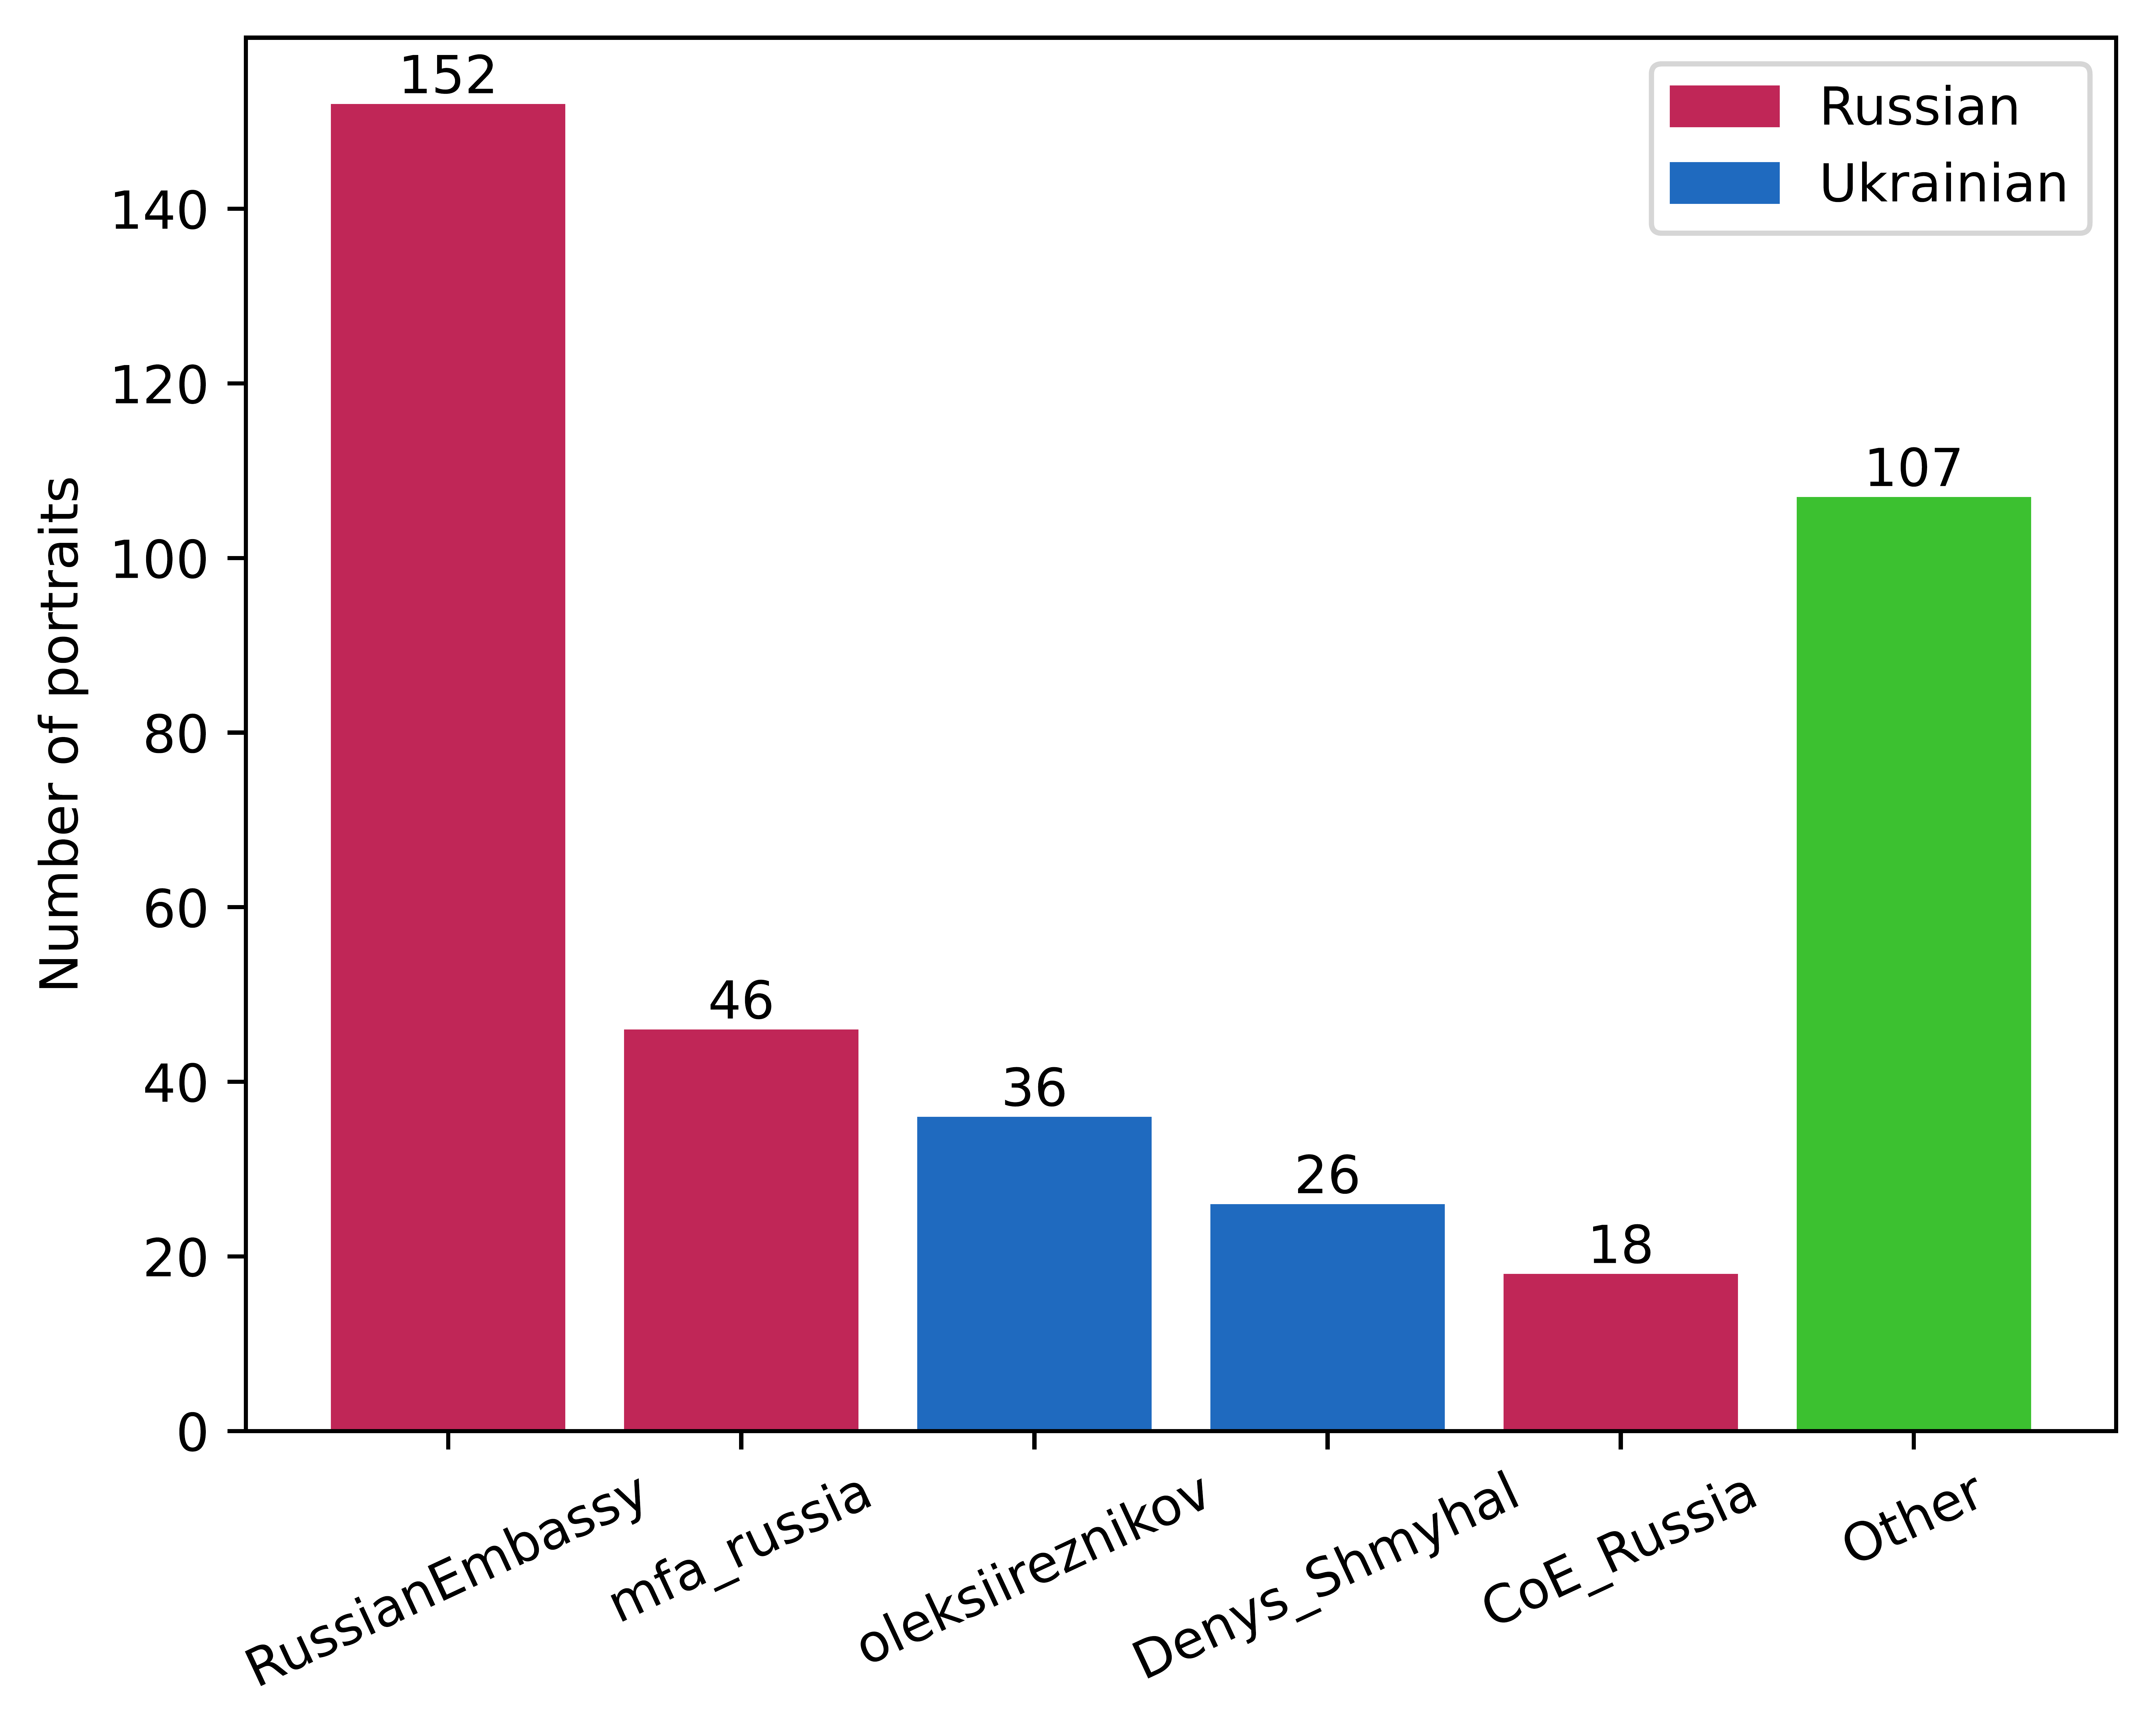 152
Russian
Ukrainian
140
120
107
100
Number of portraits
80
60
46
40
36
26
20
18
0
RussianEmbassy
mfa_russia
oleksiireznikov
Denys_Shmyhal
CoE_Russia
Other